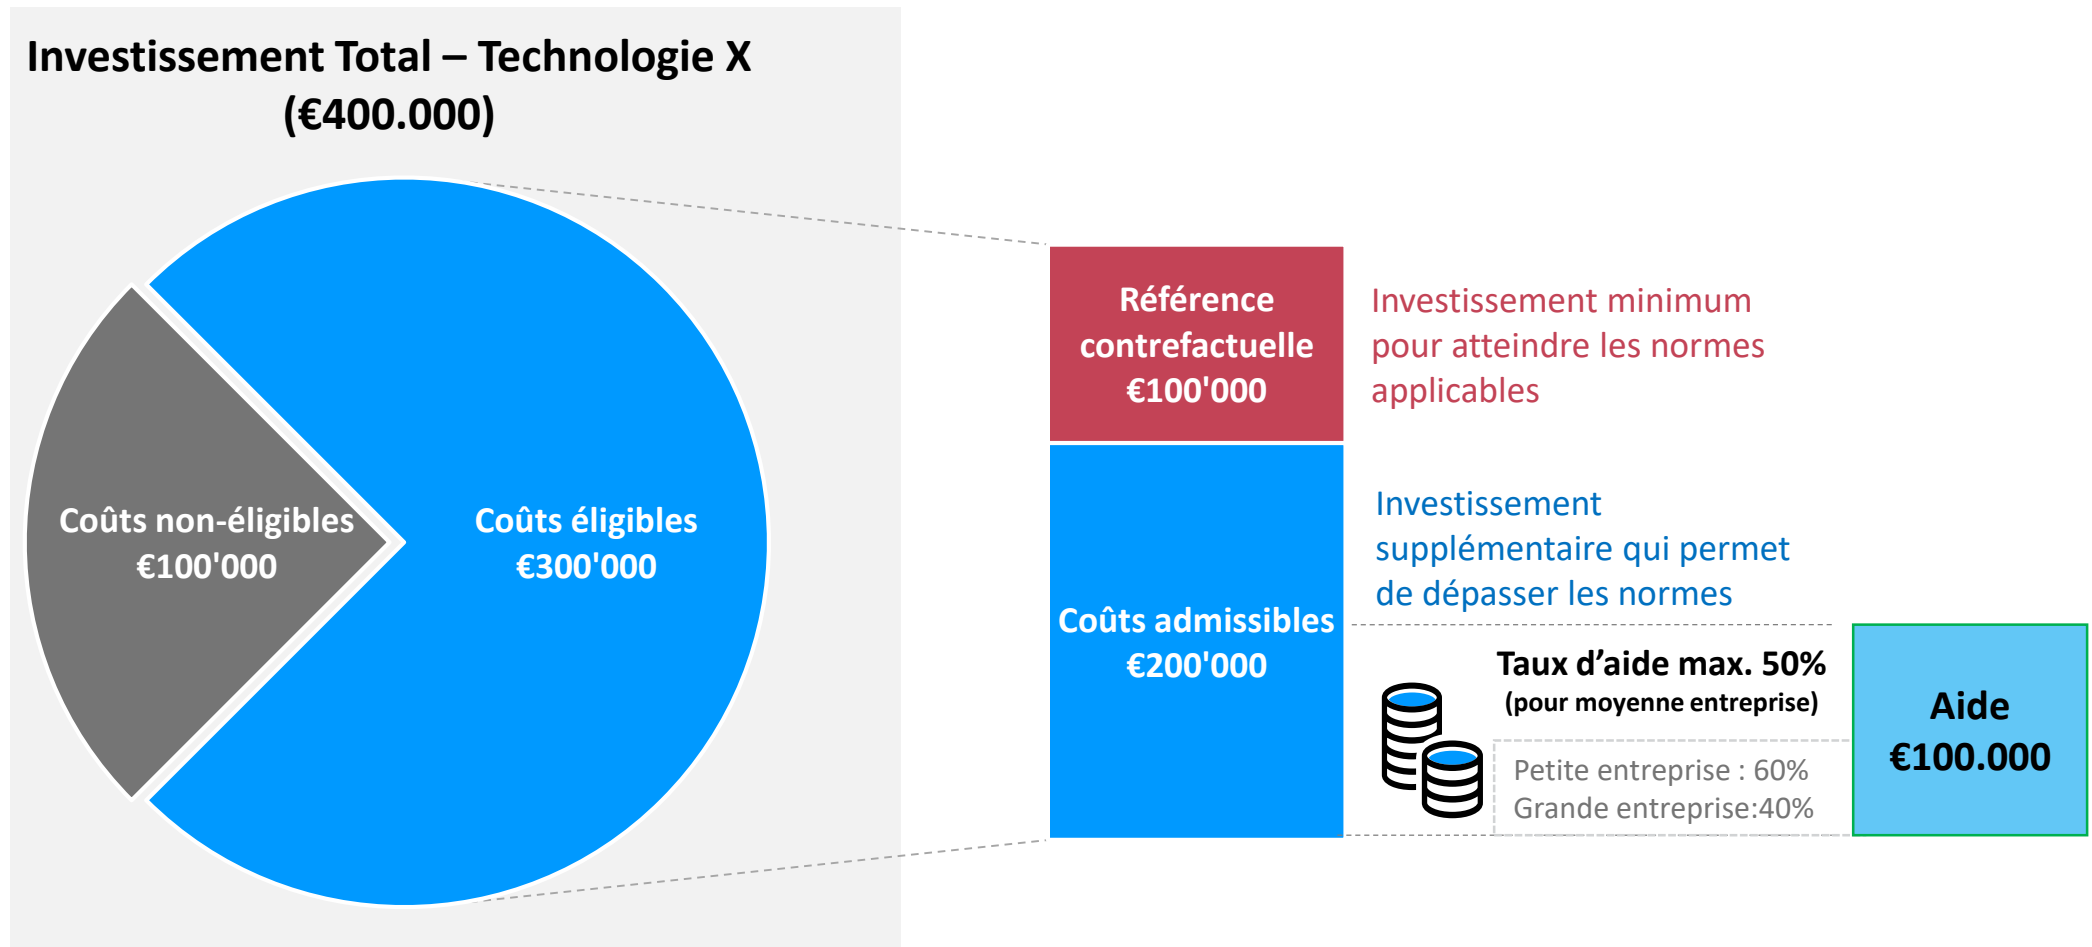 Investissement Total – Technologie X
(€400.000)
Coûts non-éligibles
€100'000
Coûts éligibles
€300'000
Référence
contrefactuelle
€100'000
Investissement minimum
pour atteindre les normes
applicables
Coûts admissibles
€200'000
Investissement
supplémentaire qui permet
de dépasser les normes
Taux d’aide max. 50%
(pour moyenne entreprise)
Petite entreprise : 60%
Grande entreprise:40%
Aide
€100.000